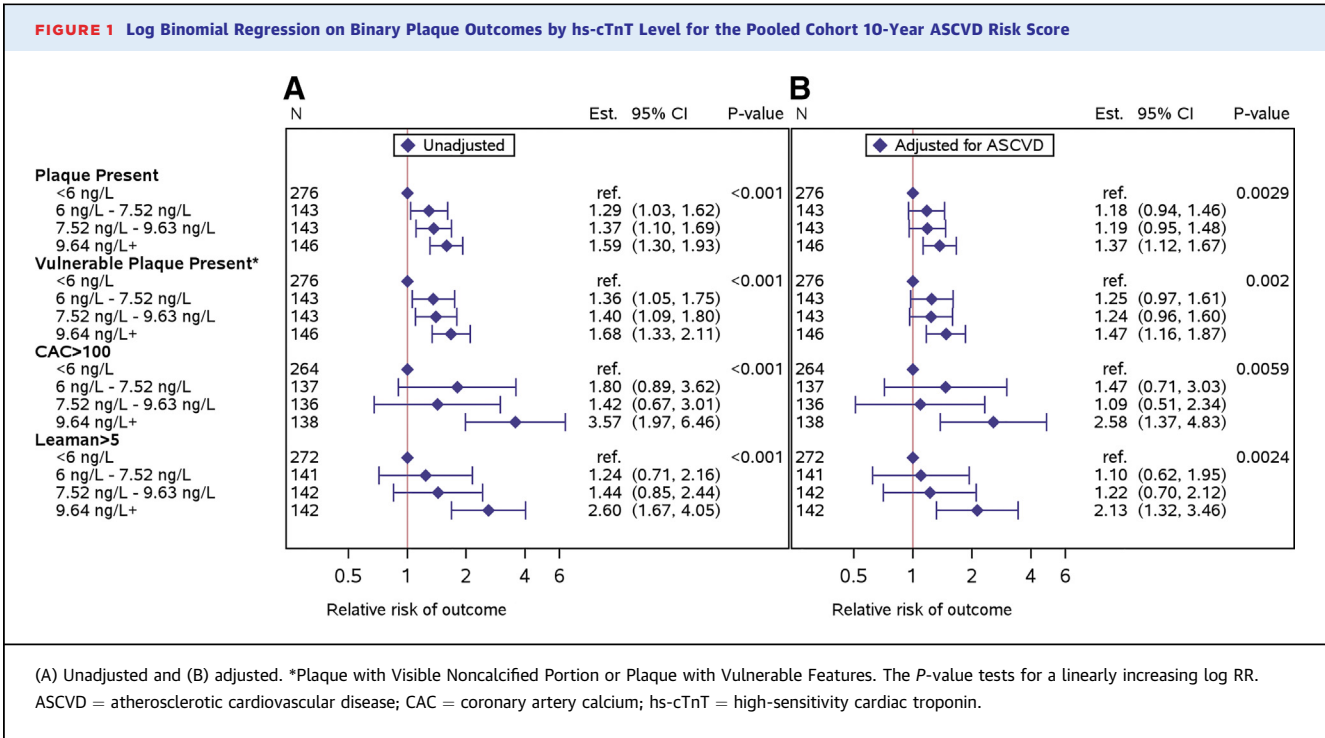 FIGURE 1 Log Binomial Regression on Binary Plaque Outcomes by hs-cTnT Level for the Pooled Cohort 10-Year ASCVD Risk Score
A B
N Est. 95% CI P-value N Est. 95% CI P-value
Unadjusted Adjusted for ASCVD
Plaque Present
<6 ng/L 276 ref. <0.001 276 ref. 0.0029
6 ng/L - 7.52 ng/L 143 1.29 (1.03, 1.62) 143 1.18 (0.94, 1.46)
7.52 ng/L - 9.63 ng/L 143 1.37 (1.10, 1.69) 143 1.19 (0.95, 1.48)
9.64 ng/L+ 146 1.59 (1.30, 1.93) 146 1.37 (1.12, 1.67)
Vulnerable Plaque Present*
<6 ng/L 276 ref. <0.001 276 ref. 0.002
6 ng/L - 7.52 ng/L 143 1.36 (1.05, 1.75) 143 1.25 (0.97, 1.61)
7.52 ng/L - 9.63 ng/L 143 1.40 (1.09, 1.80) 143 1.24 (0.96, 1.60)
9.64 ng/L+ 146 1.68 (1.33, 2.11) 146 1.47 (1.16, 1.87)
CAC>100
<6 ng/L 264 ref. <0.001 264 ref. 0.0059
6 ng/L - 7.52 ng/L 137 1.80 (0.89, 3.62) 137 1.47 (0.71, 3.03)
7.52 ng/L - 9.63 ng/L 136 1.42 (0.67, 3.01) 136 1.09 (0.51, 2.34)
9.64 ng/L+ 138 3.57 (1.97, 6.46) 138 2.58 (1.37, 4.83)
Leaman>5
<6 ng/L 272 ref. <0.001 272 ref. 0.0024
6 ng/L - 7.52 ng/L 141 1.24 (0.71, 2.16) 141 1.10 (0.62, 1.95)
7.52 ng/L - 9.63 ng/L 142 1.44 (0.85, 2.44) 142 1.22 (0.70, 2.12)
9.64 ng/L+ 142 2.60 (1.67, 4.05) 142 2.13 (1.32, 3.46)
0.5 1 2 4 6 0.5 1 2 4 6
Relative risk of outcome Relative risk of outcome
(A) Unadjusted and (B) adjusted. *Plaque with Visible Noncalcified Portion or Plaque with Vulnerable Features. The P-value tests for a linearly increasing log RR.
ASCVD = atherosclerotic cardiovascular disease; CAC = coronary artery calcium; hs-cTnT = high-sensitivity cardiac troponin.